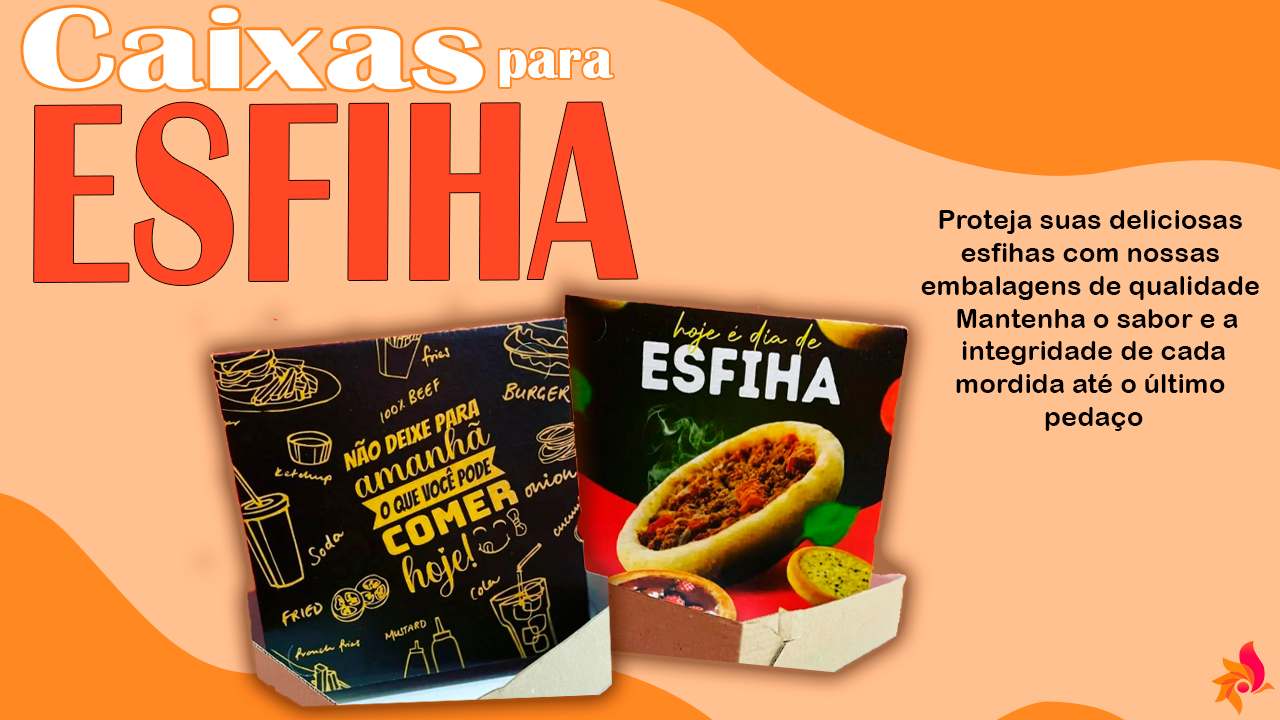 Caixas para
ESFIHA
Proteja suas deliciosas
esfihas com nossas
embalagens de qualidade
Mantenha o sabor e a
integridade de cada
mordida até o último
pedaço
hoje é dia de
ESFIHA
fries
100% BEEF
BURGER
NÃO DEIXE PARA
amanhã
O QUE VOCÊ PODE
COMER
hoje!
Ketchup
onion
Soda
Cola
FRIED
MUSTARD
french fries